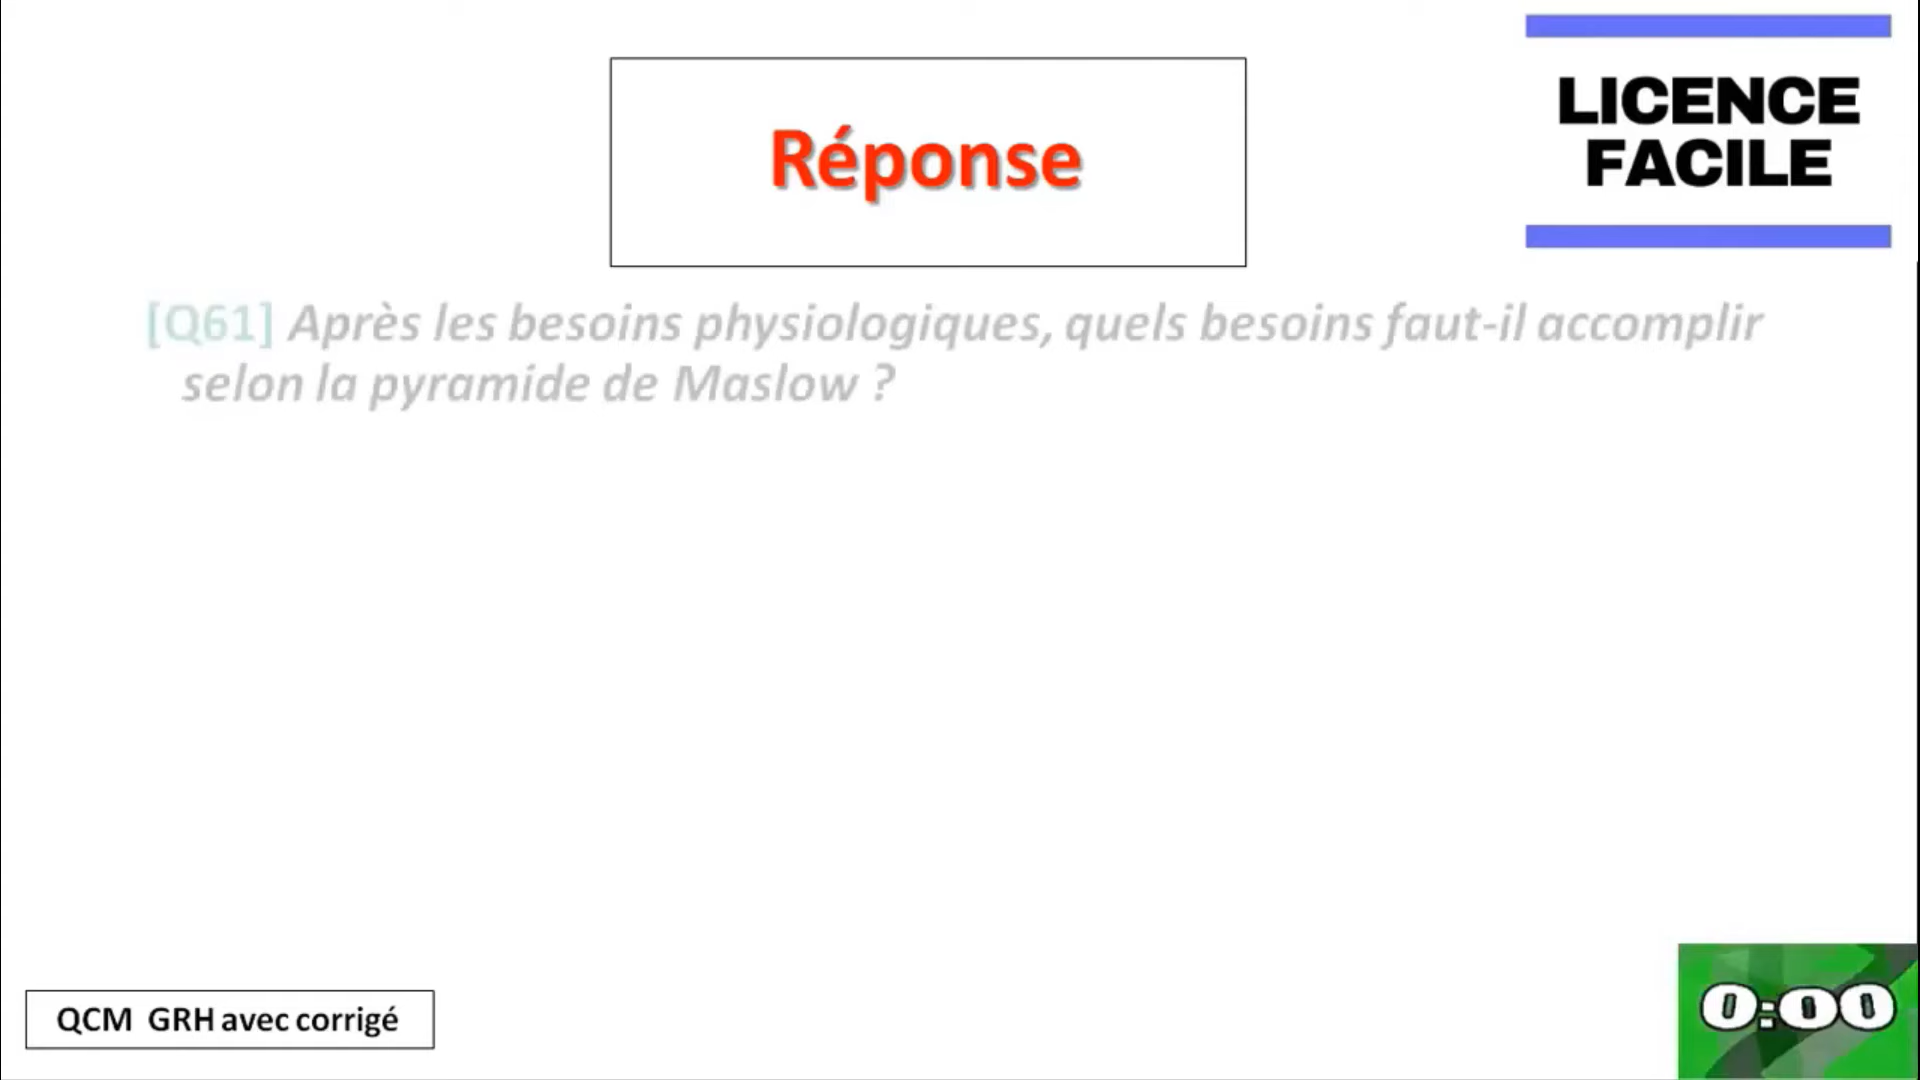 LICENCE
FACILE
Réponse
[Q61] Après les besoins physiologiques, quels besoins faut-il accomplir
selon la pyramide de Maslow ?
QCM GRH avec corrigé
0:00